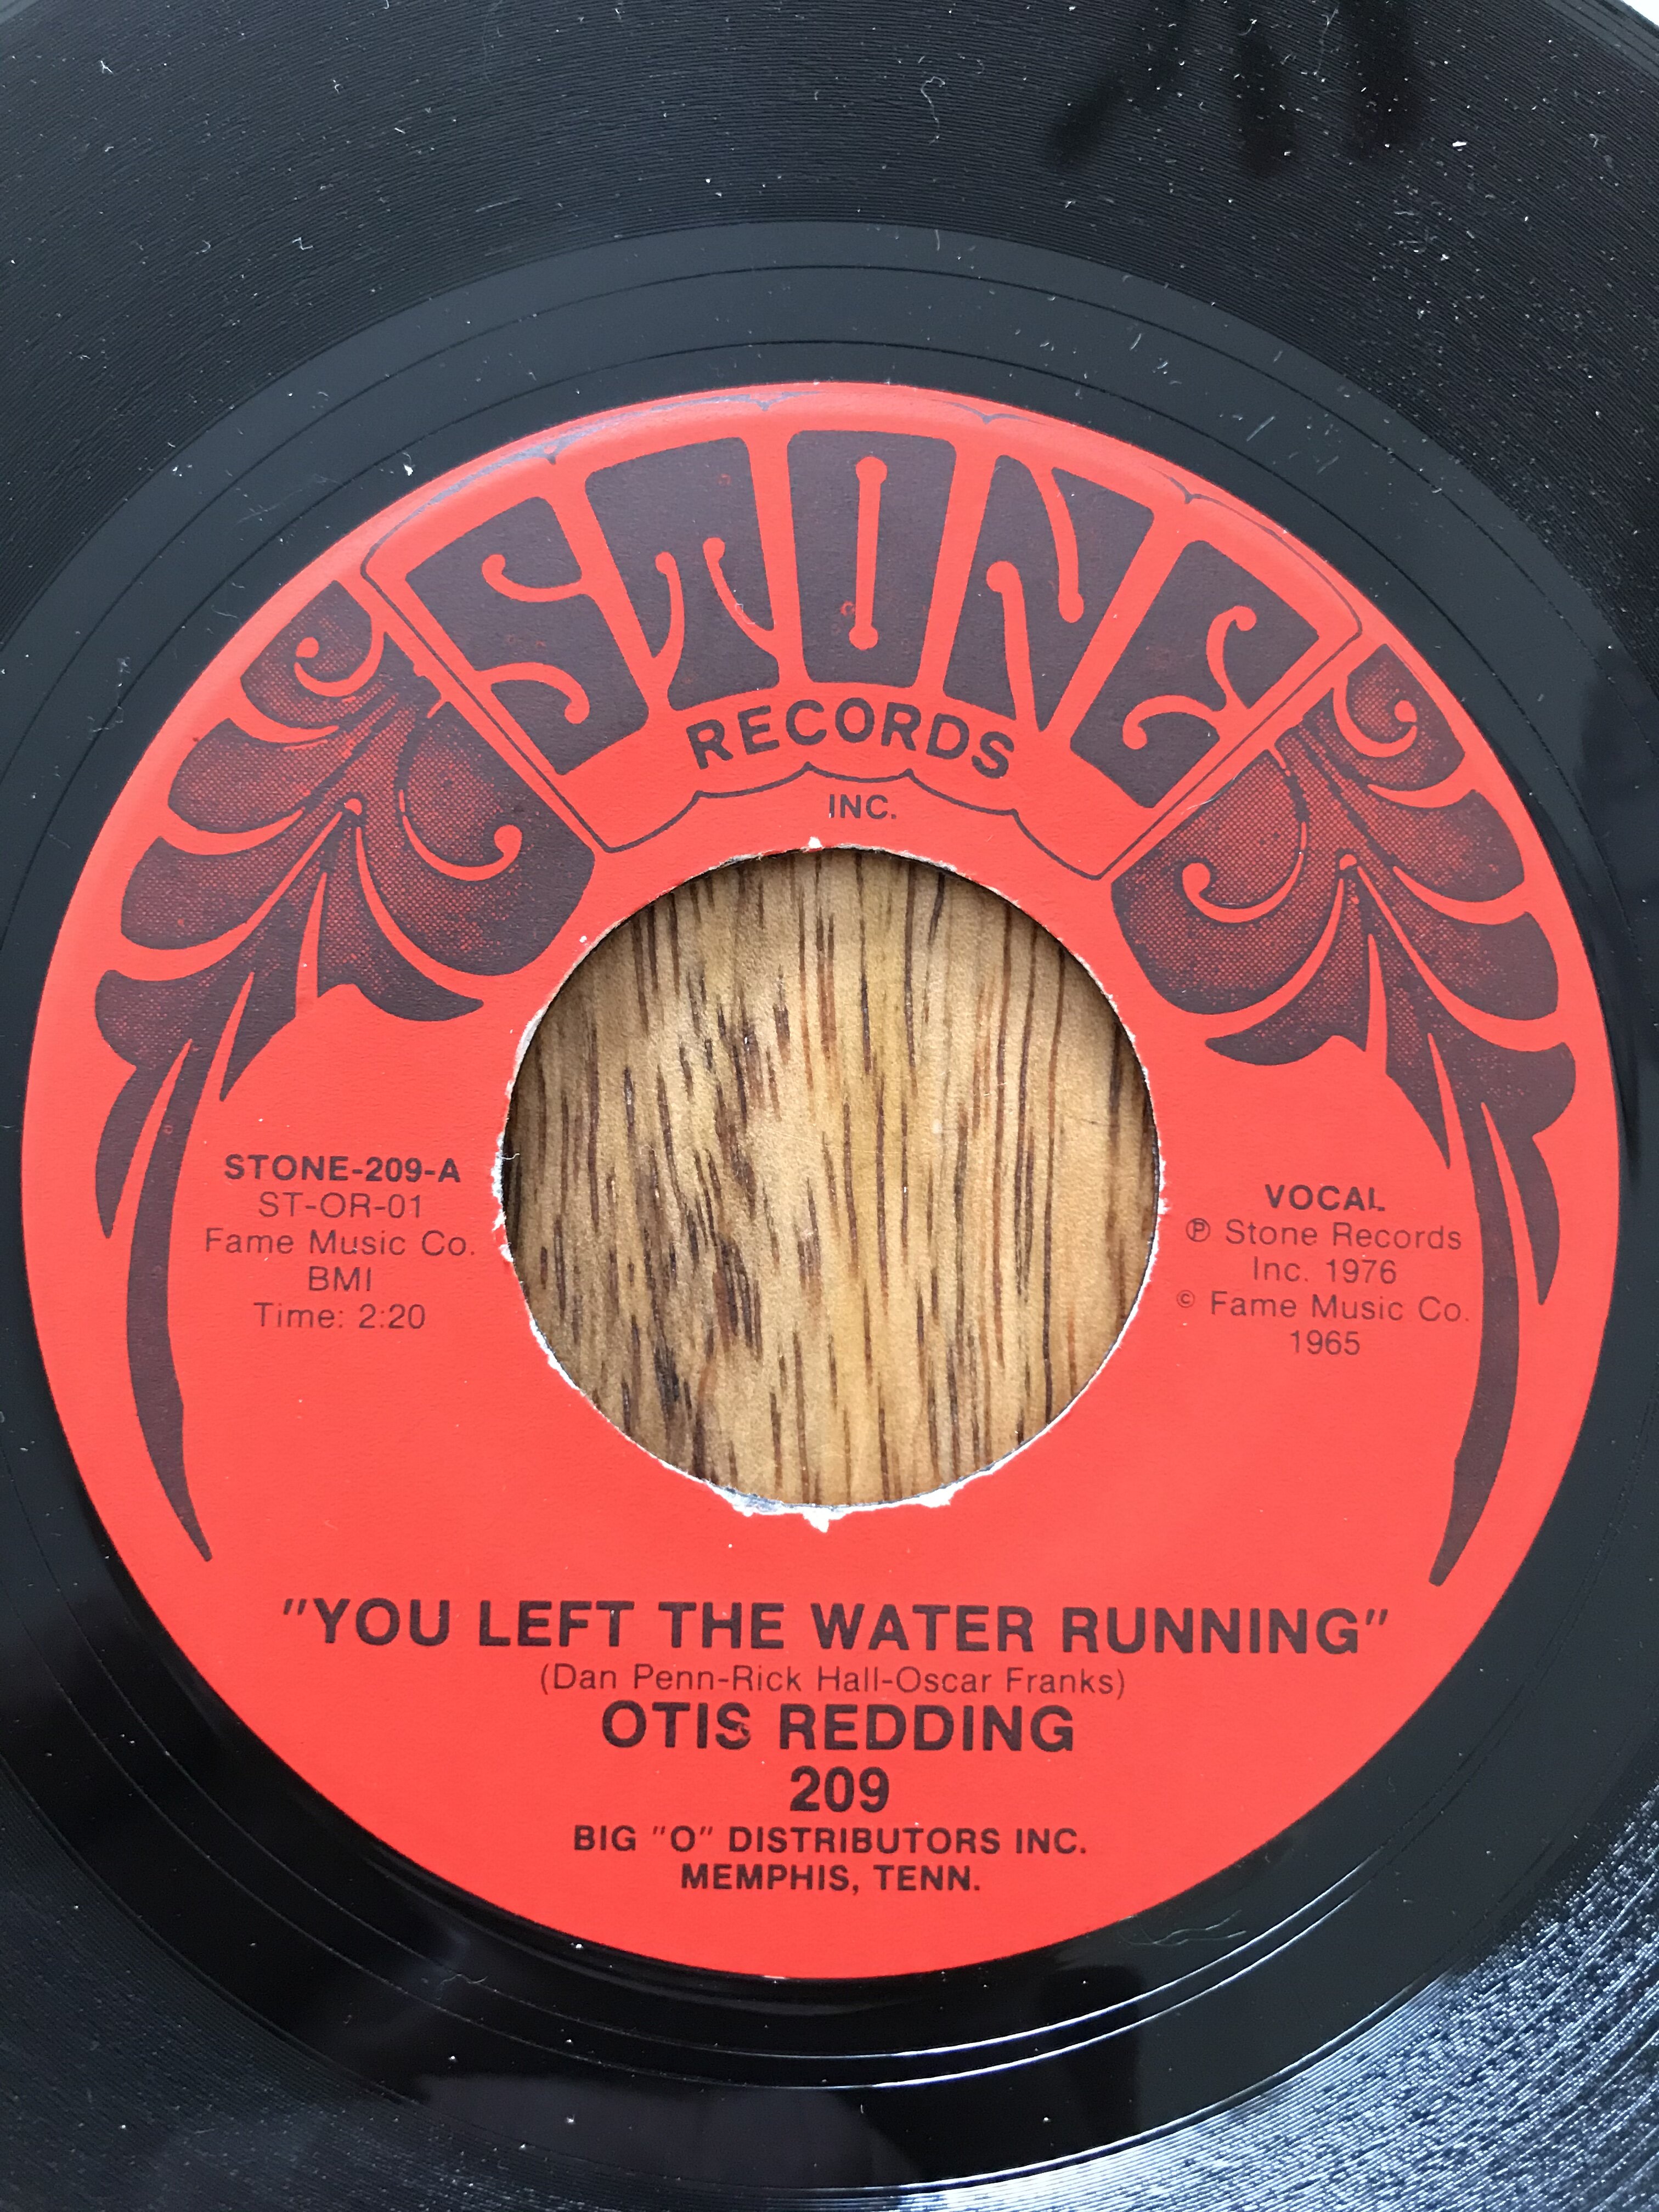 STONE
RECORDS
INC.
STONE-209-A
ST-OR-01
Fame Music Co.
BMI
Time: 2:20
VOCAL
℗ Stone Records
Inc. 1976
© Fame Music Co.
1965
"YOU LEFT THE WATER RUNNING"
(Dan Penn-Rick Hall-Oscar Franks)
OTIS REDDING
209
BIG "O" DISTRIBUTORS INC.
MEMPHIS, TENN.